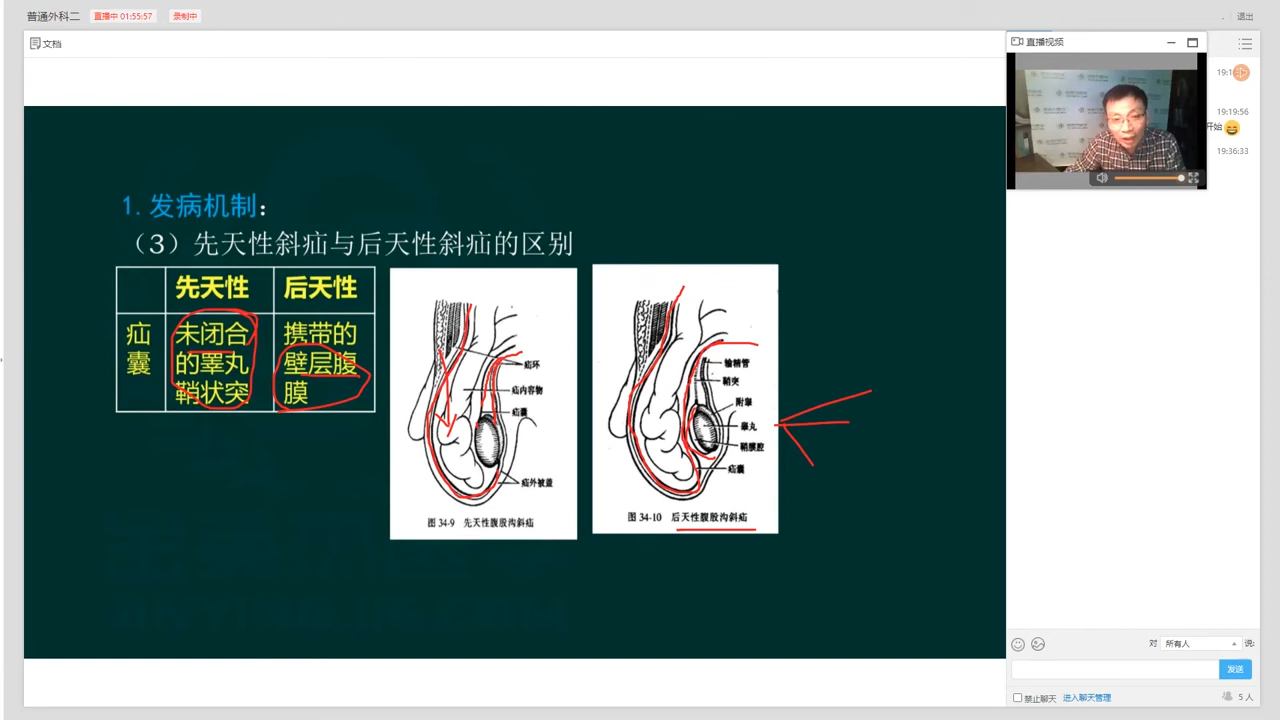 普通外科二
直播中 01:55:57
录制中
退出
文档
直播视频
19:1
19:19:56
开始
19:36:33
1.发病机制：
（3）先天性斜疝与后天性斜疝的区别
先天性
后天性
疝囊
未闭合
的睾丸
鞘状突
携带的
壁层腹
膜
疝环
疝内容物
疝囊
疝外被盖
图 34-9 先天性腹股沟斜疝
输精管
鞘突
附睾
睾丸
鞘膜腔
疝囊
图 34-10 后天性腹股沟斜疝
对
所有人
说:
发送
禁止聊天
进入聊天管理
5 人